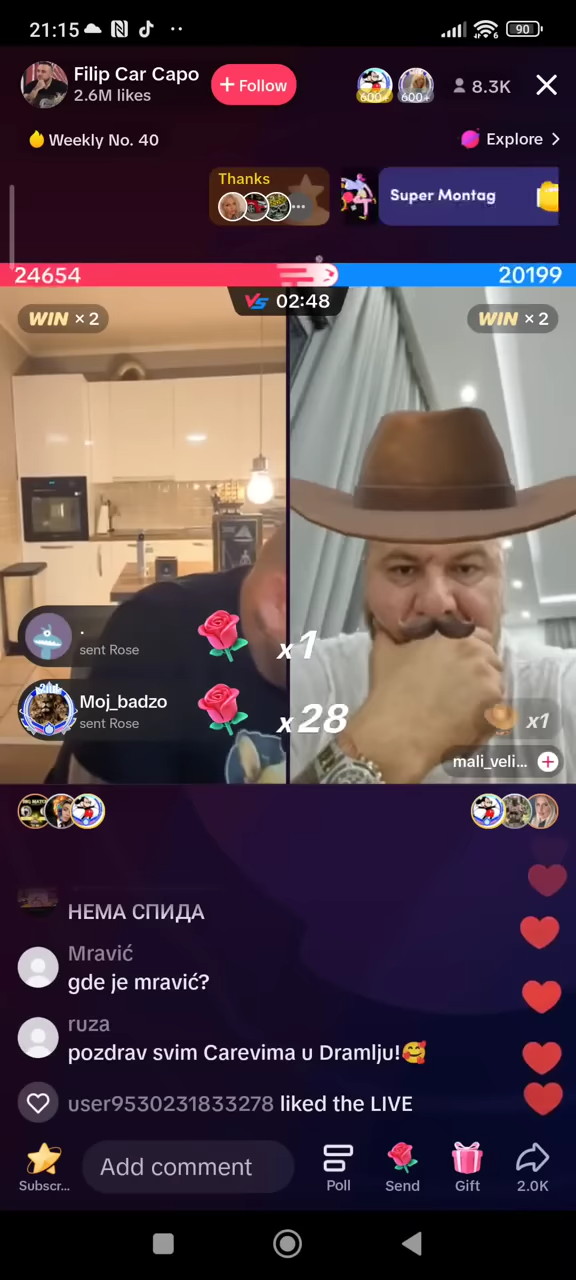 21:15
90
Filip Car Capo
2.6M likes
+ Follow
600+
600+
8.3K
Weekly No. 40
Explore
Thanks
Super Montag
24654
20199
VS 02:48
WIN × 2
WIN × 2
.
sent Rose
x1
Moj_badzo
sent Rose
x28
x1
mali_veli...
НЕМА СПИДА
Mravić
gde je mravić?
ruza
pozdrav svim Carevima u Dramlju!🥰
user9530231833278 liked the LIVE
Subscr...
Add comment
Poll
Send
Gift
2.0K